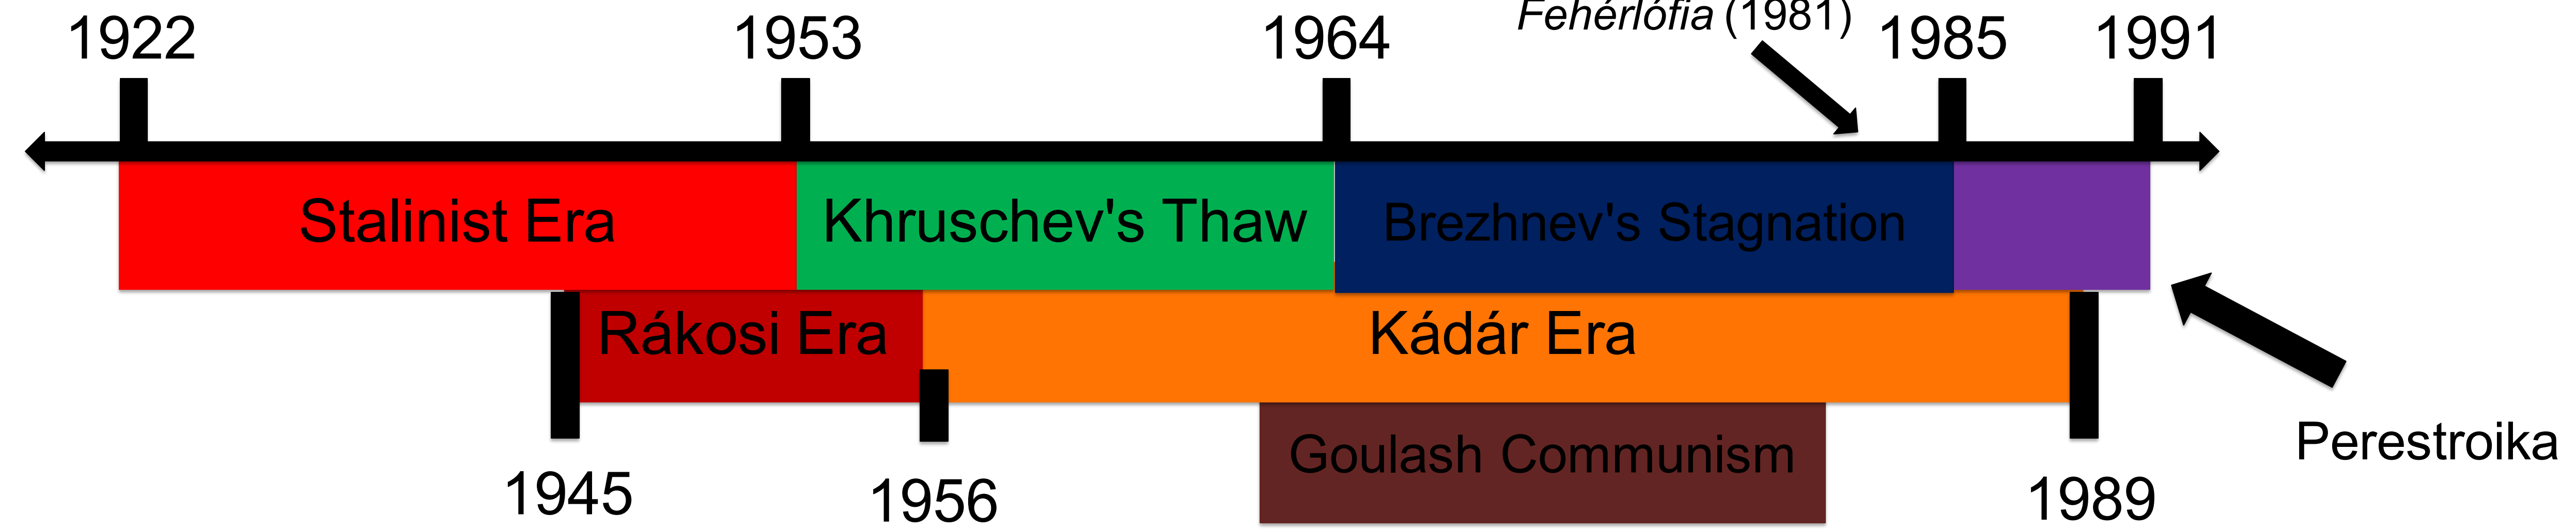 Fehérlófia (1981)
1922
1953
1964
1985
1991
Stalinist Era
Khruschev's Thaw
Brezhnev's Stagnation
Rákosi Era
Kádár Era
Goulash Communism
Perestroika
1945
1956
1989